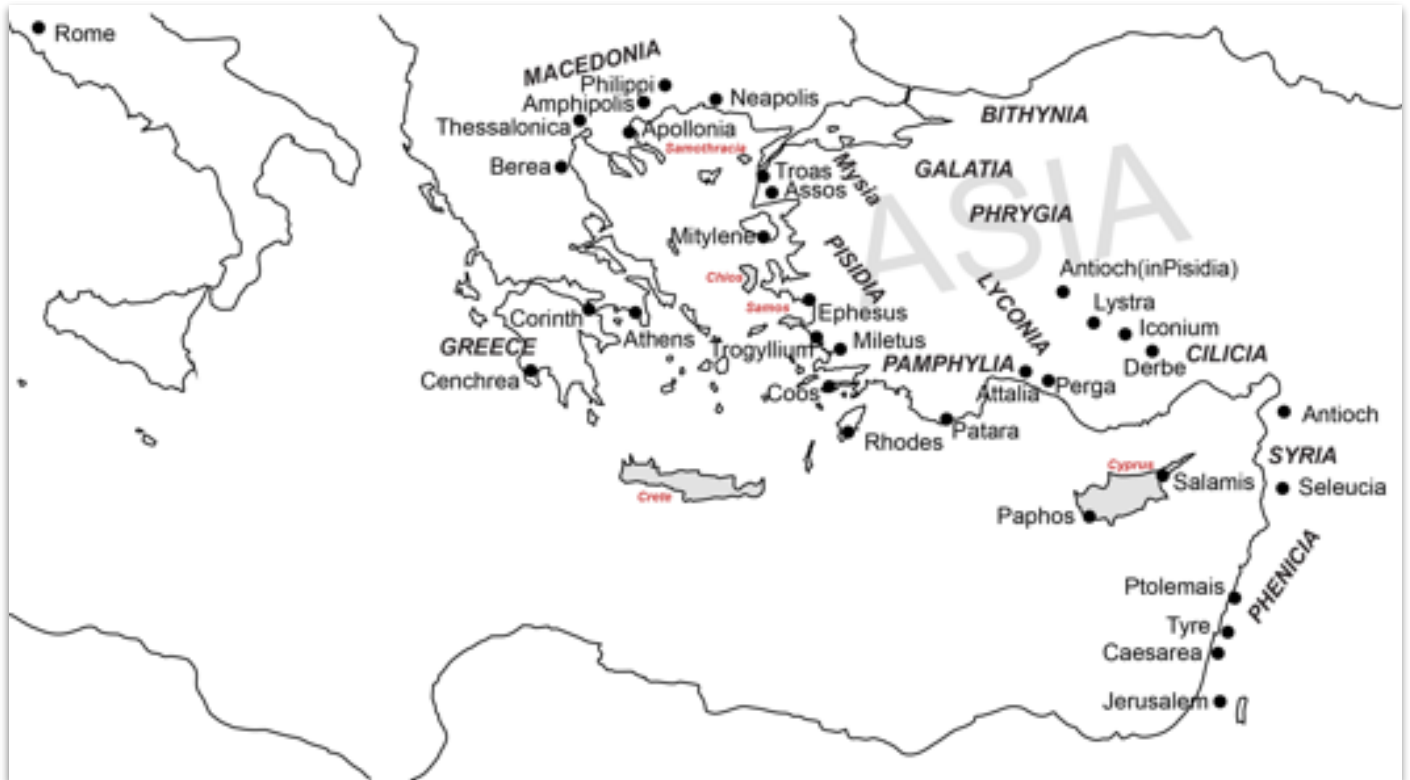 Rome
MACEDONIA
Philippi
Amphipolis
Neapolis
Thessalonica
Apollonia
Samothracia
Berea
BITHYNIA
Mysia
GALATIA
ASIA
Troas
Assos
PHRYGIA
Mitylene
PISIDIA
Chios
Samos
LYCONIA
Antioch(inPisidia)
Lystra
Iconium
Derbe
CILICIA
Corinth
Athens
GREECE
Cenchrea
Ephesus
Trogyllium
Miletus
PAMPHYLIA
Attalia
Perga
Coos
Rhodes
Patara
Antioch
SYRIA
Seleucia
Cyprus
Salamis
Paphos
Crete
PHENICIA
Ptolemais
Tyre
Caesarea
Jerusalem